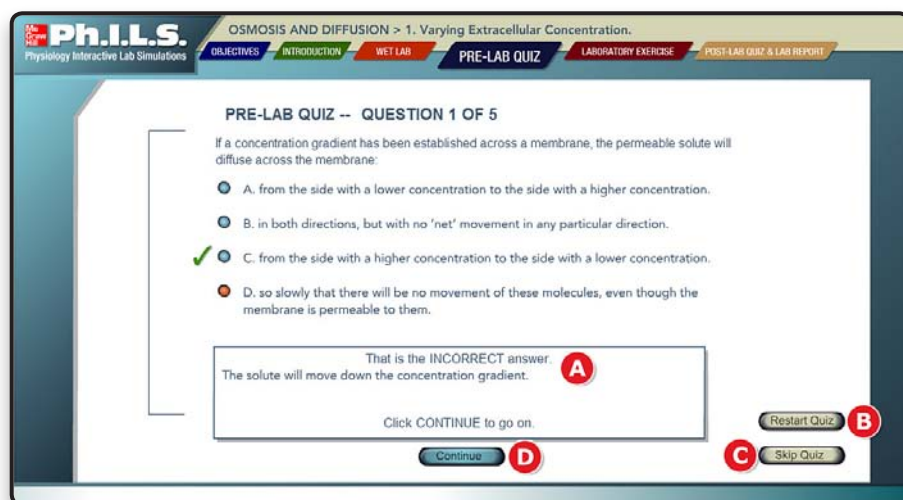 Mc Graw Hill
Ph.I.L.S.
Physiology Interactive Lab Simulations
OSMOSIS AND DIFFUSION > 1. Varying Extracellular Concentration.
OBJECTIVES INTRODUCTION WET LAB PRE-LAB QUIZ LABORATORY EXERCISE POST-LAB QUIZ & LAB REPORT
PRE-LAB QUIZ -- QUESTION 1 OF 5
If a concentration gradient has been established across a membrane, the permeable solute will
diffuse across the membrane:
A. from the side with a lower concentration to the side with a higher concentration.
B. in both directions, but with no 'net' movement in any particular direction.
C. from the side with a higher concentration to the side with a lower concentration.
D. so slowly that there will be no movement of these molecules, even though the
membrane is permeable to them.
That is the INCORRECT answer.
The solute will move down the concentration gradient.
A
Click CONTINUE to go on.
Restart Quiz B
Continue D
C Skip Quiz